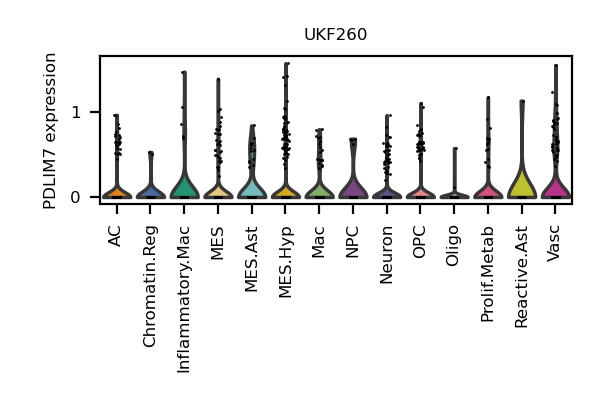 UKF260
PDLIM7 expression
1
0
AC
Chromatin.Reg
Inflammatory.Mac
MES
MES.Ast
MES.Hyp
Mac
NPC
Neuron
OPC
Oligo
Prolif.Metab
Reactive.Ast
Vasc